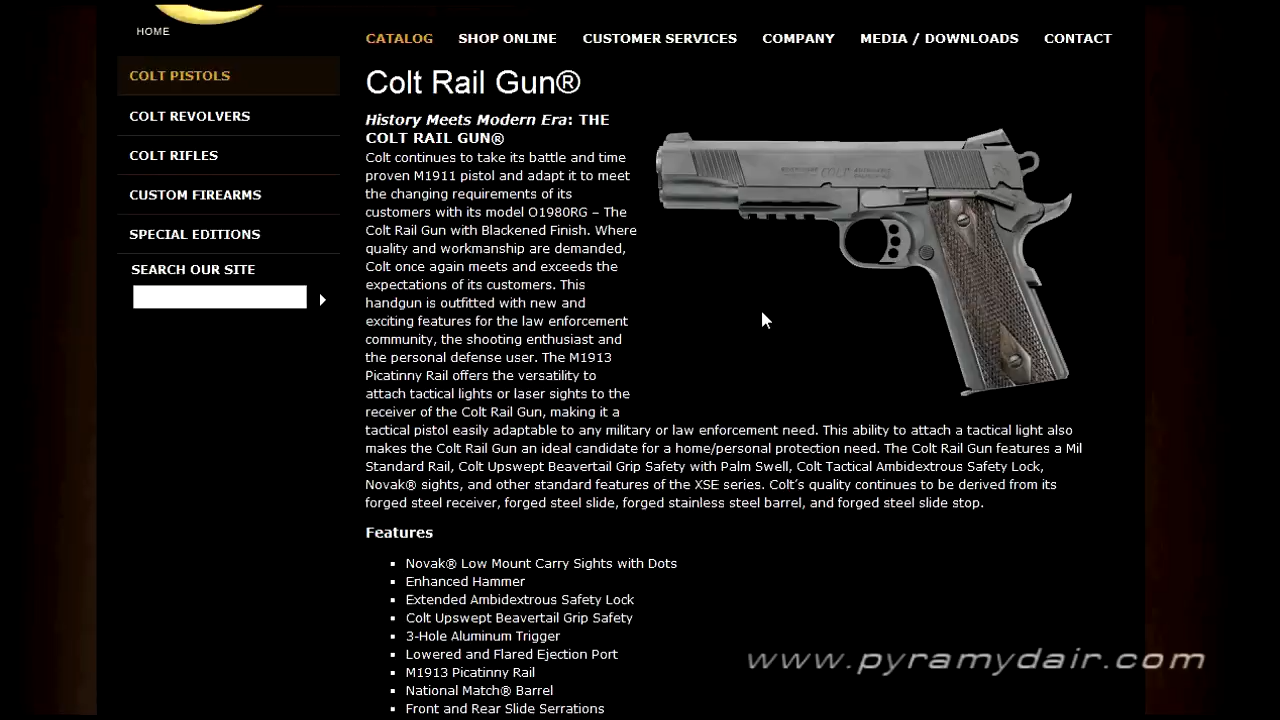 HOME
CATALOG SHOP ONLINE CUSTOMER SERVICES COMPANY MEDIA / DOWNLOADS CONTACT
COLT PISTOLS
COLT REVOLVERS
COLT RIFLES
CUSTOM FIREARMS
SPECIAL EDITIONS
SEARCH OUR SITE
Colt Rail Gun®
History Meets Modern Era: THE
COLT RAIL GUN®
Colt continues to take its battle and time
proven M1911 pistol and adapt it to meet
the changing requirements of its
customers with its model O1980RG – The
Colt Rail Gun with Blackened Finish. Where
quality and workmanship are demanded,
Colt once again meets and exceeds the
expectations of its customers. This
handgun is outfitted with new and
exciting features for the law enforcement
community, the shooting enthusiast and
the personal defense user. The M1913
Picatinny Rail offers the versatility to
attach tactical lights or laser sights to the
receiver of the Colt Rail Gun, making it a
tactical pistol easily adaptable to any military or law enforcement need. This ability to attach a tactical light also
makes the Colt Rail Gun an ideal candidate for a home/personal protection need. The Colt Rail Gun features a Mil
Standard Rail, Colt Upswept Beavertail Grip Safety with Palm Swell, Colt Tactical Ambidextrous Safety Lock,
Novak® sights, and other standard features of the XSE series. Colt′s quality continues to be derived from its
forged steel receiver, forged steel slide, forged stainless steel barrel, and forged steel slide stop.
Features
Novak® Low Mount Carry Sights with Dots
Enhanced Hammer
Extended Ambidextrous Safety Lock
Colt Upswept Beavertail Grip Safety
3-Hole Aluminum Trigger
Lowered and Flared Ejection Port
M1913 Picatinny Rail
National Match® Barrel
Front and Rear Slide Serrations
COLT
www.pyramydair.com